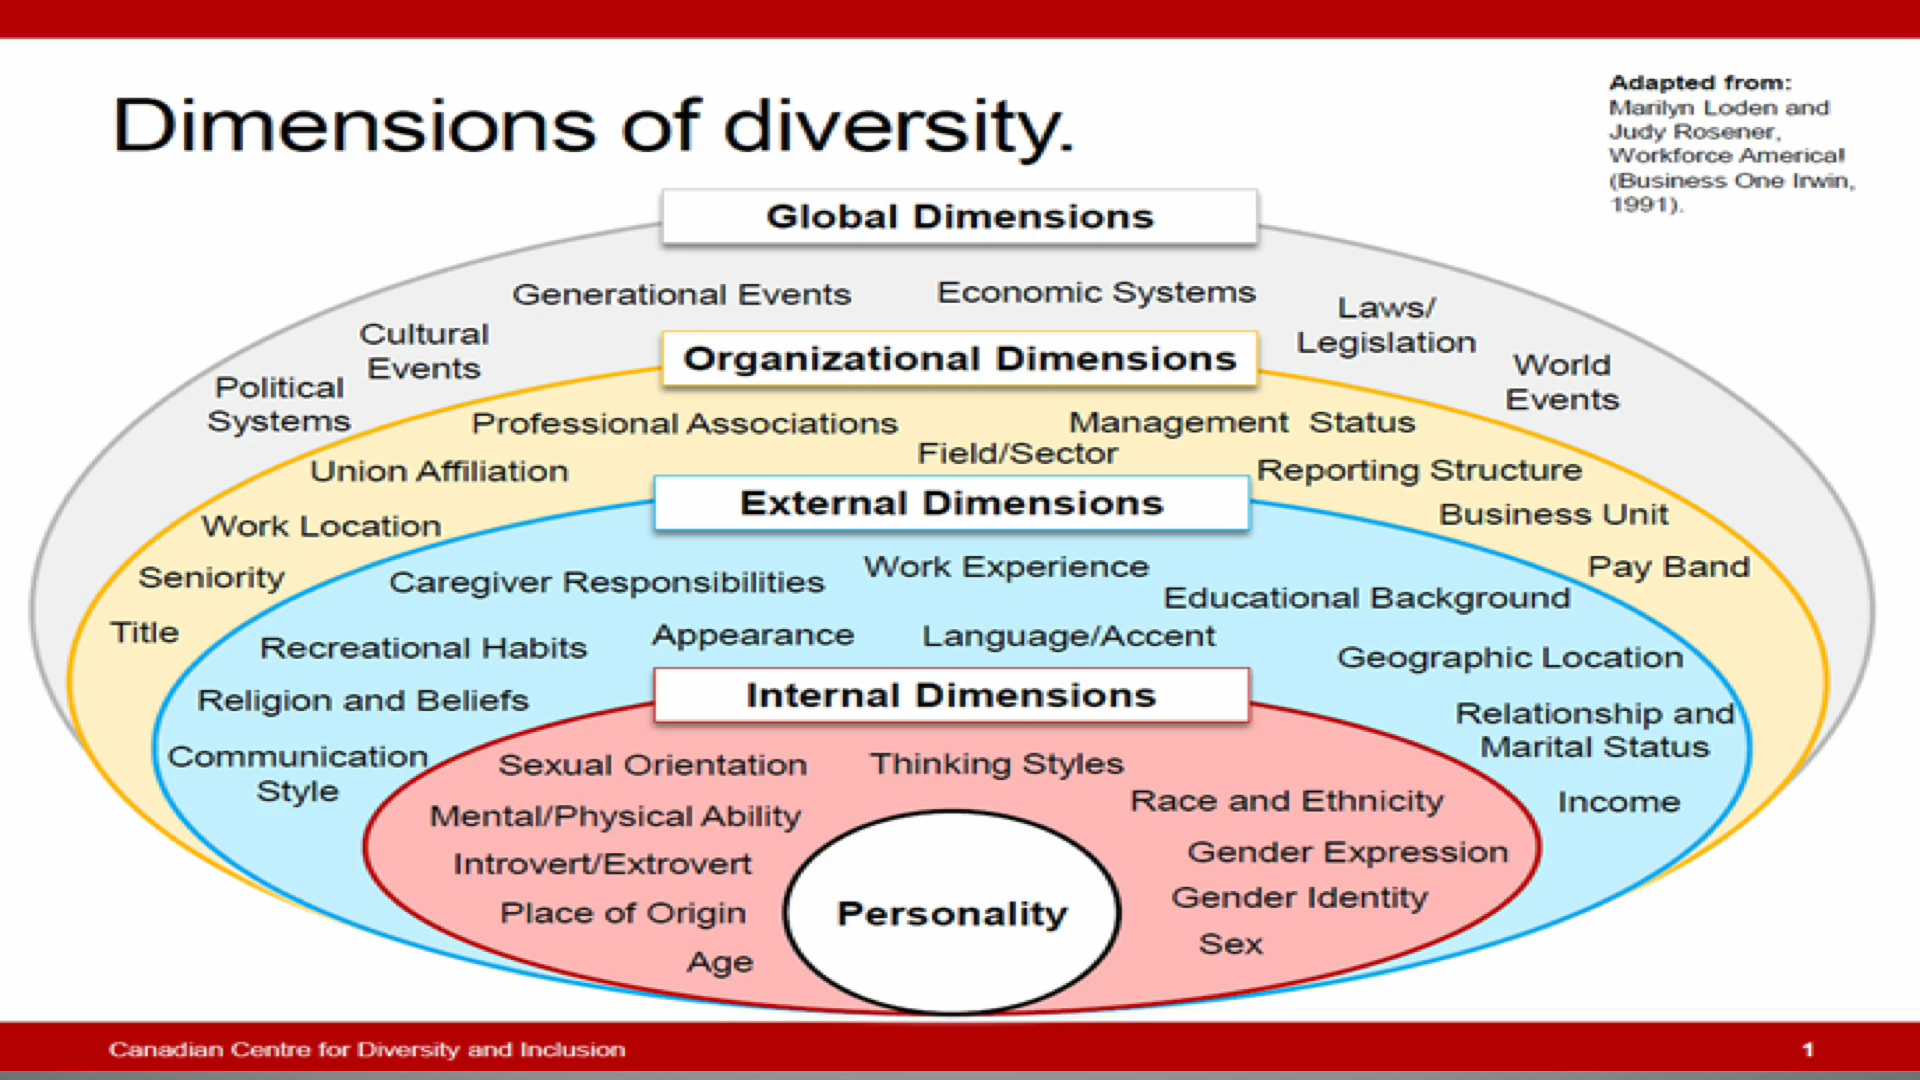 Dimensions of diversity.
Adapted from:
Marilyn Loden and
Judy Rosener,
Workforce America!
(Business One Irwin,
1991).
Global Dimensions
Generational Events
Economic Systems
Laws/
Legislation
Cultural
Events
World
Events
Political
Systems
Organizational Dimensions
Professional Associations
Management Status
Field/Sector
Union Affiliation
Reporting Structure
Work Location
Business Unit
Seniority
Pay Band
Title
External Dimensions
Caregiver Responsibilities
Work Experience
Educational Background
Recreational Habits
Appearance
Language/Accent
Geographic Location
Religion and Beliefs
Relationship and
Marital Status
Communication
Style
Income
Internal Dimensions
Sexual Orientation
Thinking Styles
Mental/Physical Ability
Race and Ethnicity
Introvert/Extrovert
Gender Expression
Place of Origin
Gender Identity
Age
Sex
Personality
Canadian Centre for Diversity and Inclusion
1